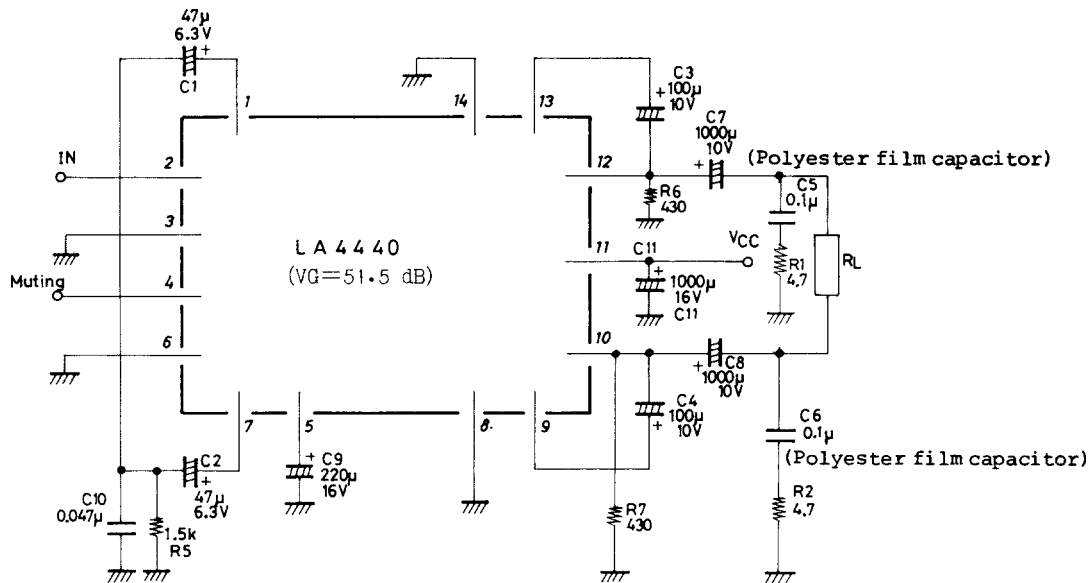 47µ
6.3V
+
C1
1
14
13
C3
+ 100µ
10V
C7
1000µ
10V
+
(Polyester film capacitor)
IN
2
12
R6
430
C5
0.1µ
3
LA4440
(VG=51.5 dB)
11
C11
VCC
R1
4.7
RL
Muting
4
+
1000µ
16V
C11
6
10
+
C8
1000µ
10V
C4
100µ
10V
+
7
5
8.
9
C6
0.1µ
(Polyester film capacitor)
C2
+
47µ
6.3V
+ C9
220µ
16V
C10
0.047µ
1.5k
R5
R7
430
R2
4.7